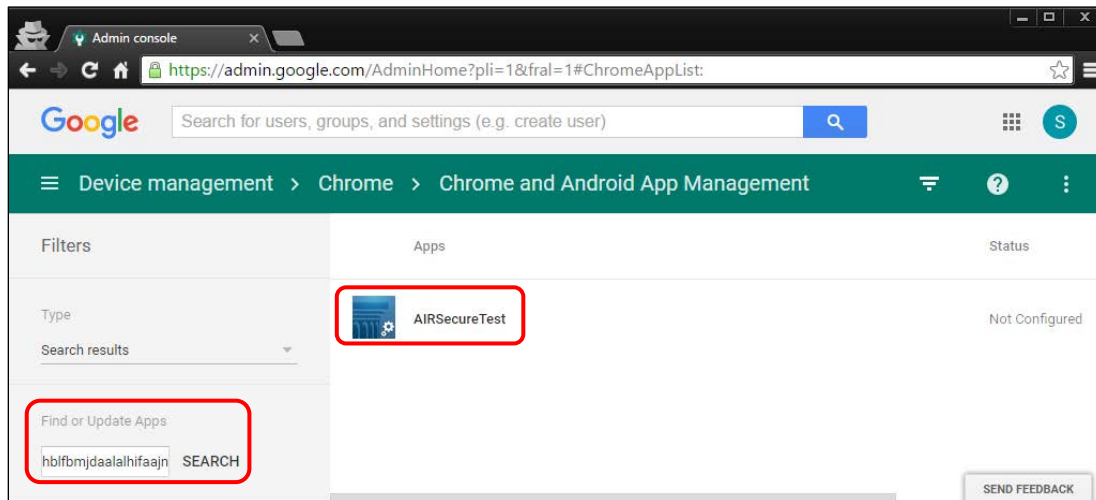 Admin console
https://admin.google.com/AdminHome?pli=1&fral=1#ChromeAppList:
Google
Search for users, groups, and settings (e.g. create user)
S
Device management > Chrome > Chrome and Android App Management
Filters
Apps
Status
Type
Search results
AIRSecureTest
Not Configured
Find or Update Apps
hblfbmjdaalalhifaajn
SEARCH
SEND FEEDBACK